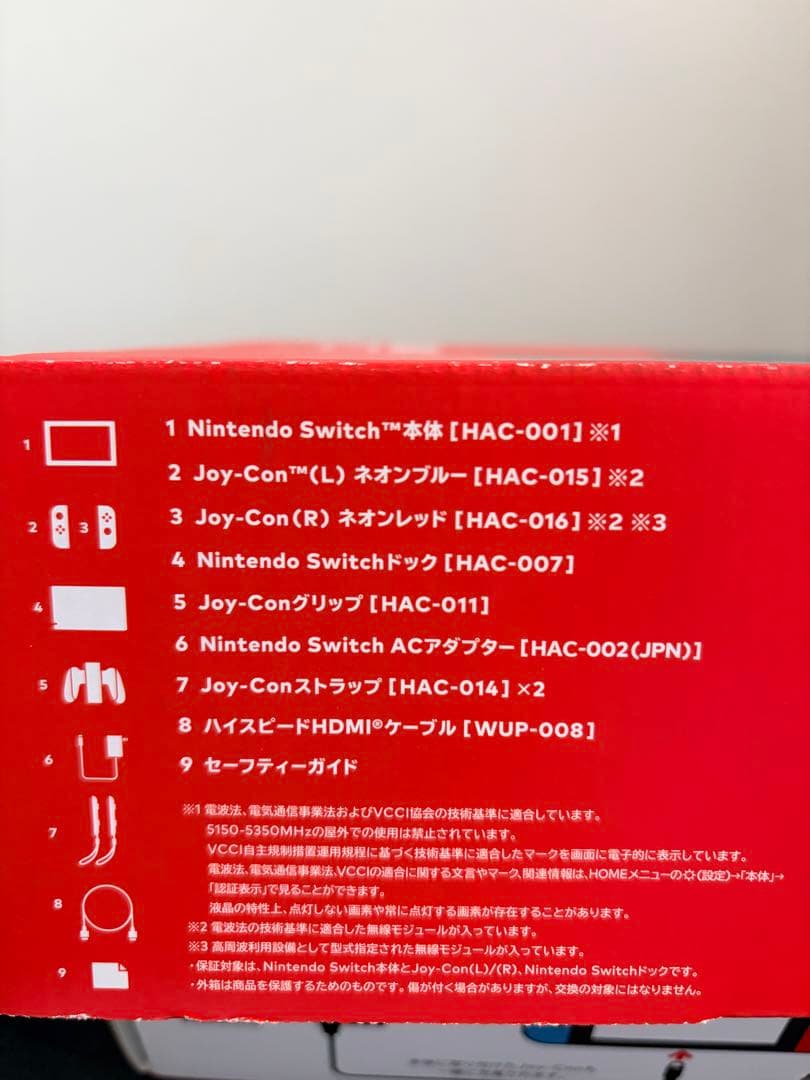 1 Nintendo Switch™本体［HAC-001］※1
2 Joy-Con™(L) ネオンブルー［HAC-015］※2
3 Joy-Con(R) ネオンレッド［HAC-016］※2 ※3
4 Nintendo Switchドック［HAC-007］
5 Joy-Conグリップ［HAC-011］
6 Nintendo Switch ACアダプター［HAC-002(JPN)］
7 Joy-Conストラップ［HAC-014］×2
8 ハイスピードHDMI®ケーブル［WUP-008］
9 セーフティーガイド
1
2 3
4
5
6
7
8
9
※1 電波法、電気通信事業法およびVCCI協会の技術基準に適合しています。
5150-5350MHzの屋外での使用は禁止されています。
VCCI自主規制措置運用規程に基づく技術基準に適合したマークを画面に電子的に表示しています。
電波法、電気通信事業法、VCCIの適合に関する文言やマーク、関連情報は、HOMEメニューの(設定)→「本体」→
「認証表示」で見ることができます。
液晶の特性上、点灯しない画素や常に点灯する画素が存在することがあります。
※2 電波法の技術基準に適合した無線モジュールが入っています。
※3 高周波利用設備として型式指定された無線モジュールが入っています。
・保証対象は、Nintendo Switch本体とJoy-Con(L)/(R)、Nintendo Switchドックです。
・外箱は商品を保護するためのものです。傷が付く場合がありますが、交換の対象にはなりません。